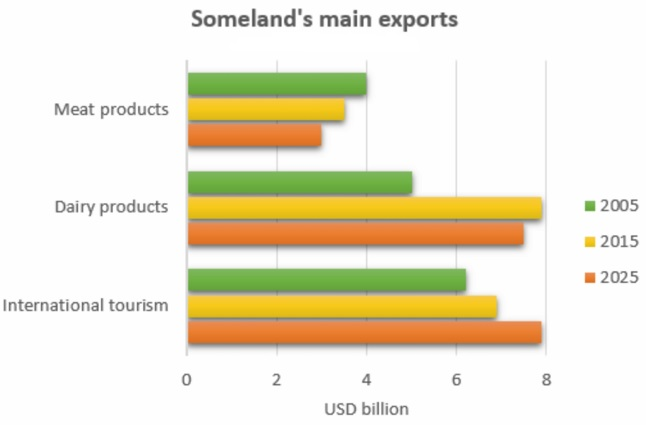 Someland's main exports
Meat products
Dairy products
International tourism
0 2 4 6 8
USD billion
2005
2015
2025